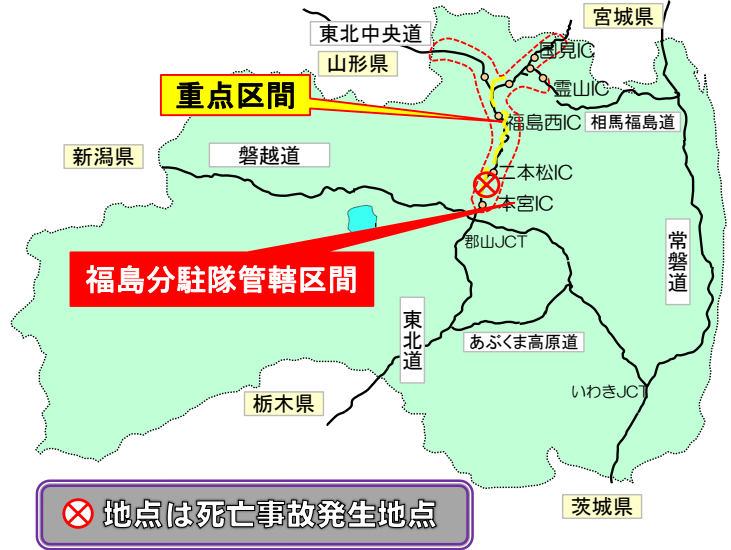 宮城県
東北中央道
国見IC
山形県
霊山IC
重点区間
福島西IC
相馬福島道
新潟県
磐越道
二本松IC
本宮IC
郡山JCT
常磐道
福島分駐隊管轄区間
東北道
あぶくま高原道
いわきJCT
栃木県
地点は死亡事故発生地点
茨城県